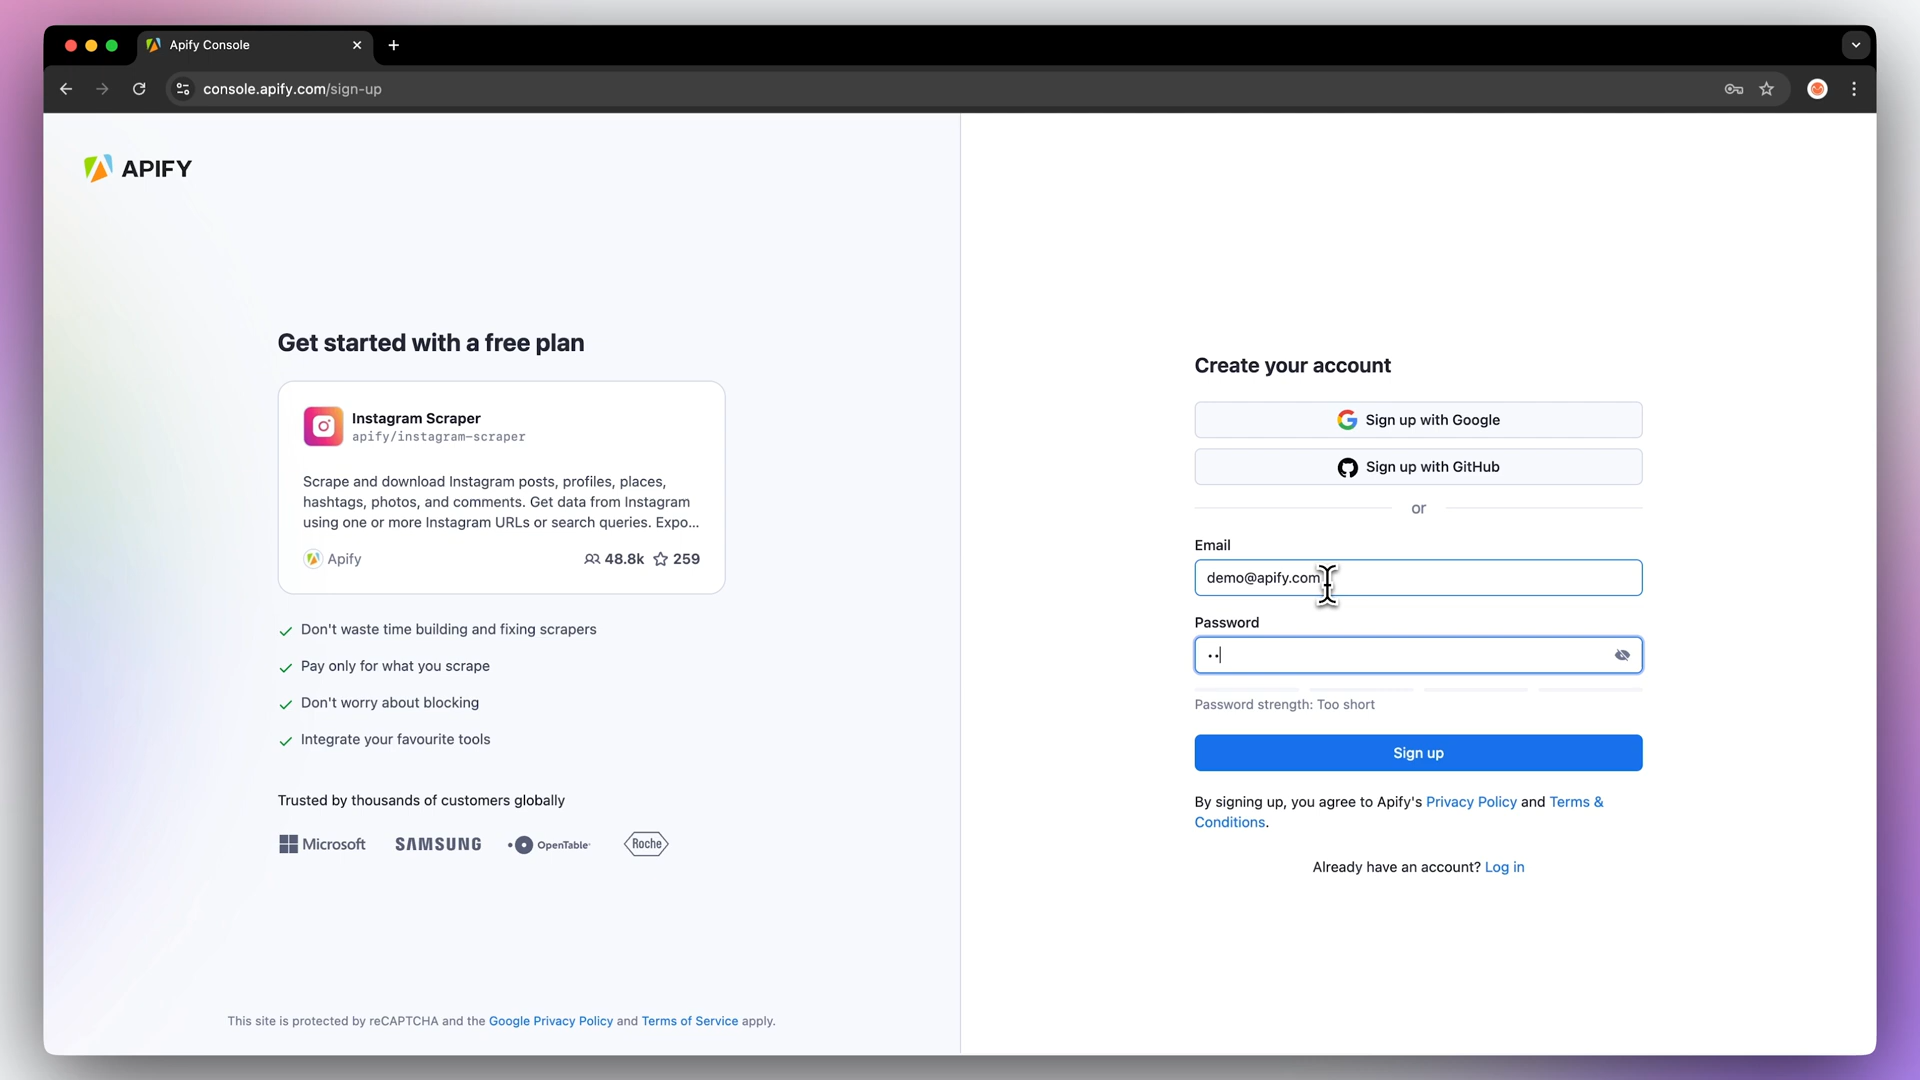 Apify Console
console.apify.com/sign-up
APIFY
Get started with a free plan
Instagram Scraper
apify/instagram-scraper
Scrape and download Instagram posts, profiles, places,
hashtags, photos, and comments. Get data from Instagram
using one or more Instagram URLs or search queries. Expo...
Apify 48.8k 259
Don't waste time building and fixing scrapers
Pay only for what you scrape
Don't worry about blocking
Integrate your favourite tools
Trusted by thousands of customers globally
Microsoft SAMSUNG OpenTable Roche
This site is protected by reCAPTCHA and the Google Privacy Policy and Terms of Service apply.
Create your account
Sign up with Google
Sign up with GitHub
or
Email
demo@apify.com
Password
••
Password strength: Too short
Sign up
By signing up, you agree to Apify's Privacy Policy and Terms &
Conditions.
Already have an account? Log in